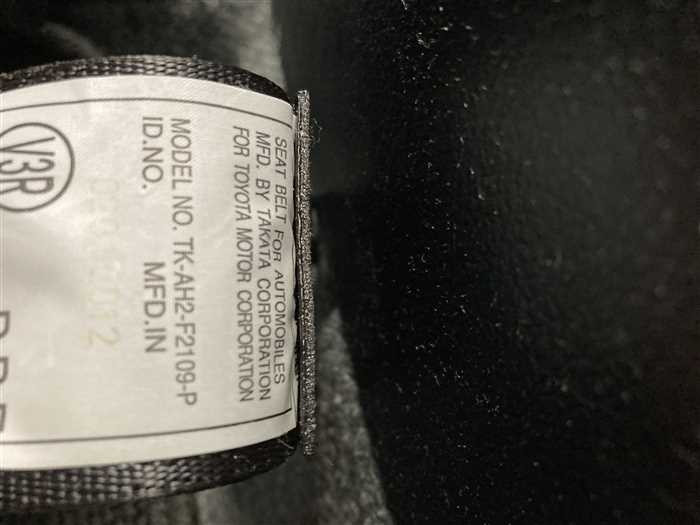 SEAT BELT FOR AUTOMOBILES
MFD. BY TAKATA CORPORATION
FOR TOYOTA MOTOR CORPORATION
MODEL NO. TK-AH2-F2109-P
ID.NO. MFD.IN
V3R